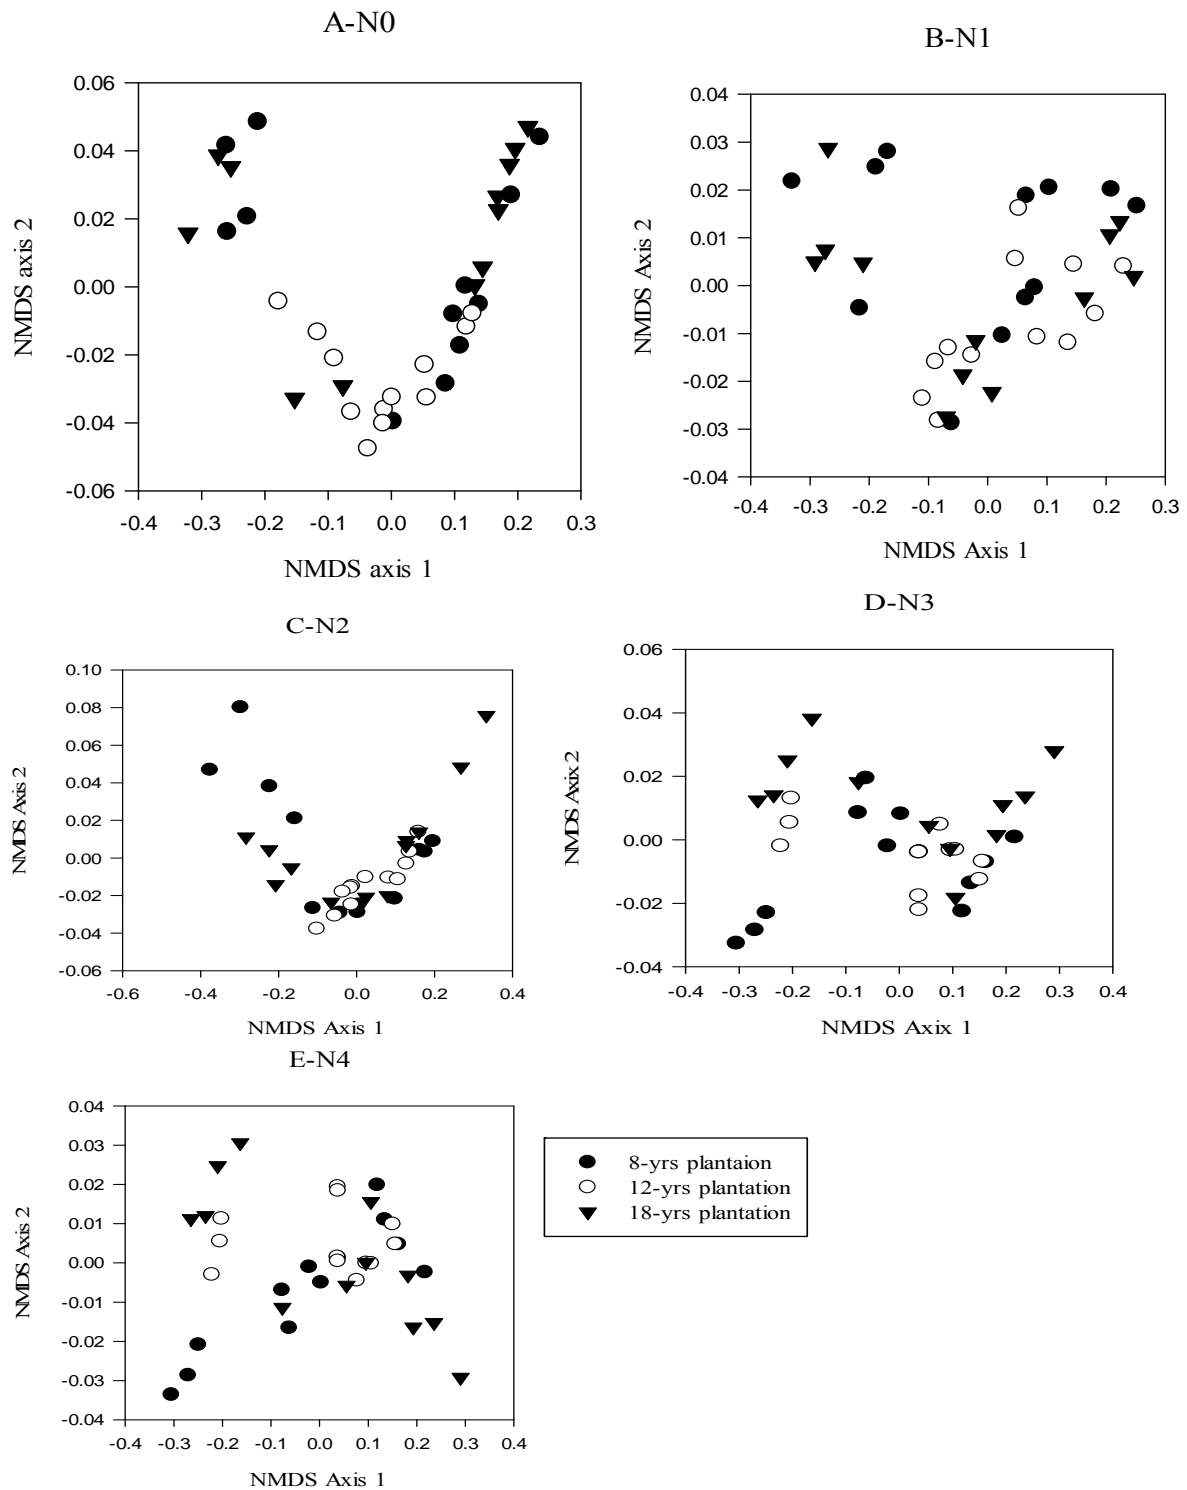 A-N0
0.06
0.04
0.02
0.00
-0.02
-0.04
-0.06
NMDS axis 2
-0.4 -0.3 -0.2 -0.1 0.0 0.1 0.2 0.3
NMDS axis 1
B-N1
0.04
0.03
0.02
0.01
0.00
-0.01
-0.02
-0.03
-0.04
NMDS Axis 2
-0.4 -0.3 -0.2 -0.1 0.0 0.1 0.2 0.3
NMDS Axis 1
C-N2
0.10
0.08
0.06
0.04
0.02
0.00
-0.02
-0.04
-0.06
NMDS Axis 2
-0.6 -0.4 -0.2 0.0 0.2 0.4
NMDS Axis 1
D-N3
0.06
0.04
0.02
0.00
-0.02
-0.04
NMDS Axix 2
-0.4 -0.3 -0.2 -0.1 0.0 0.1 0.2 0.3 0.4
NMDS Axix 1
E-N4
0.04
0.03
0.02
0.01
0.00
-0.01
-0.02
-0.03
-0.04
NMDS Axis 2
-0.4 -0.3 -0.2 -0.1 0.0 0.1 0.2 0.3 0.4
NMDS Axis 1
8-yrs plantaion
12-yrs plantation
18-yrs plantation